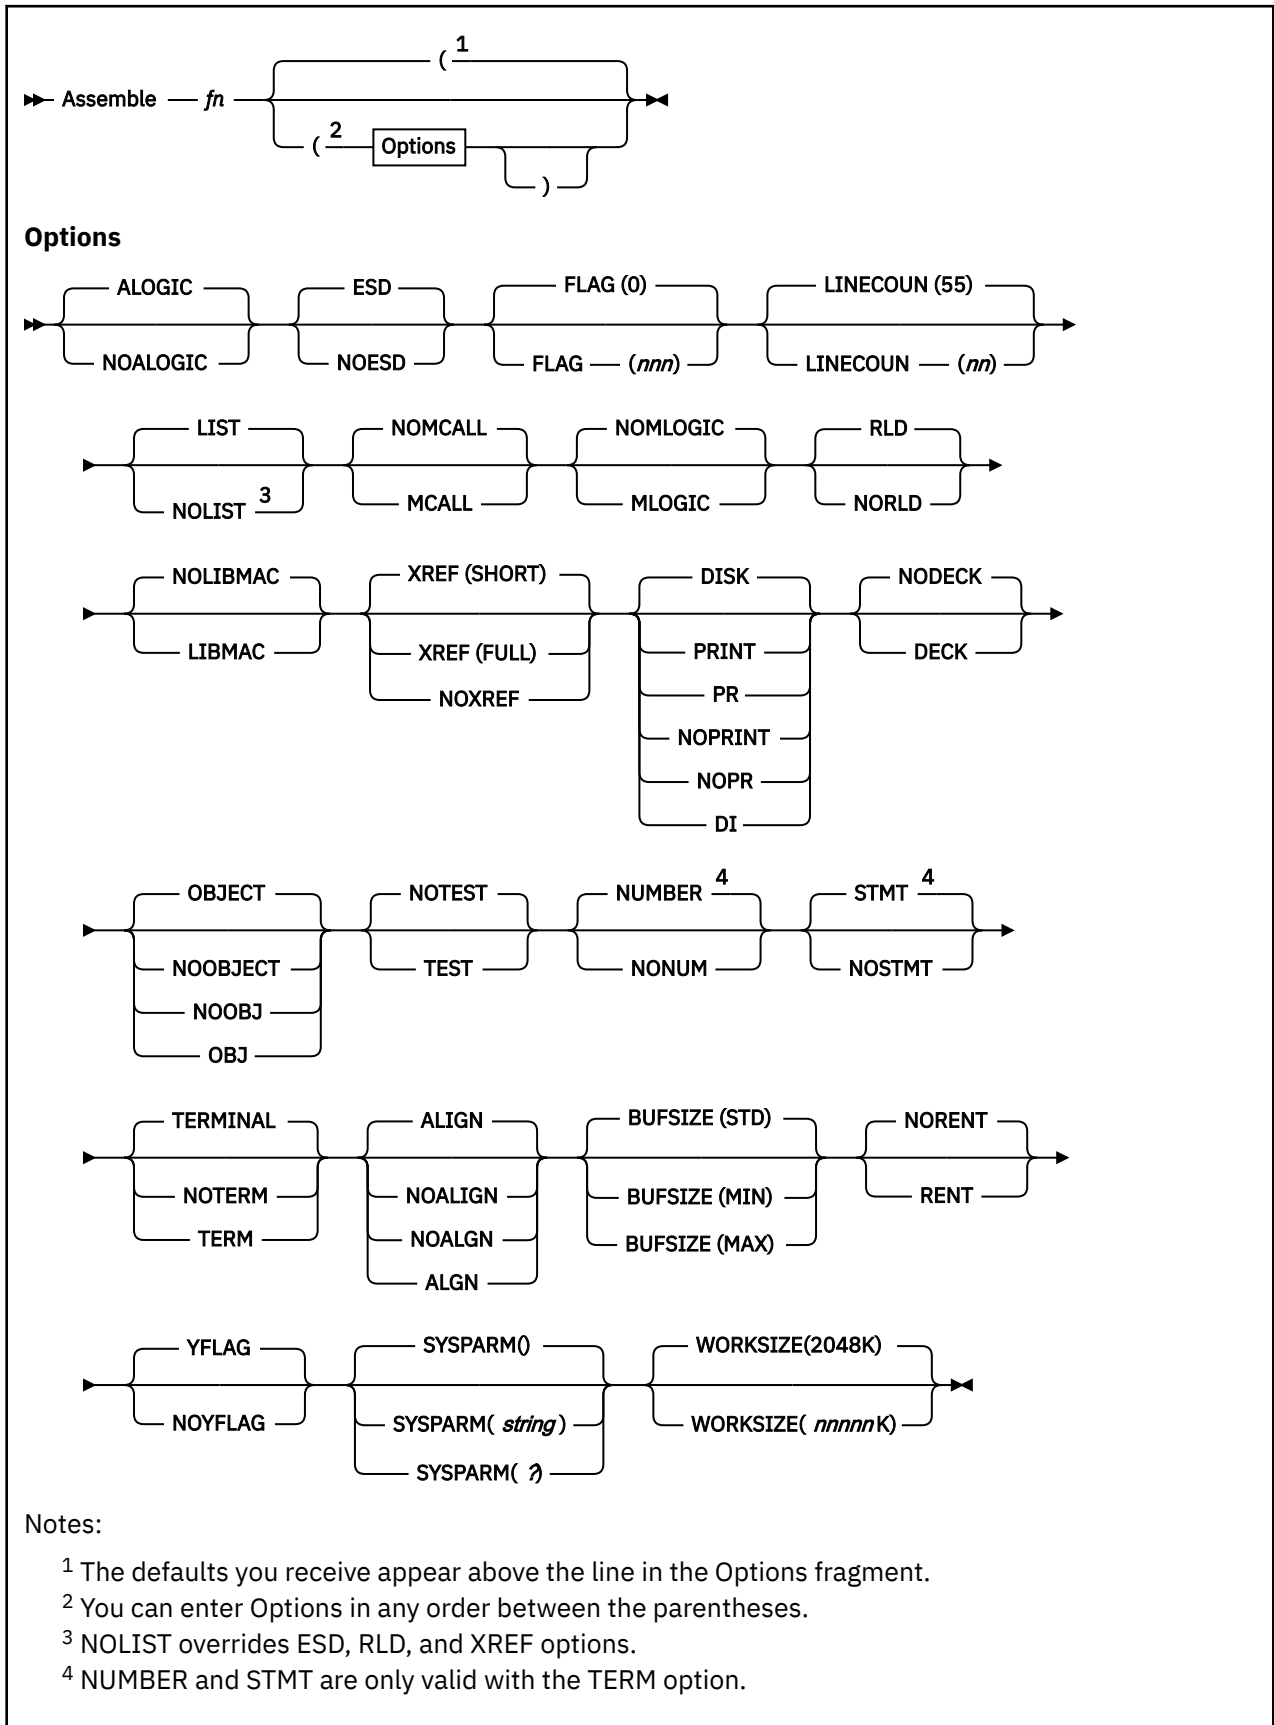 ( 1
Assemble fn
( 2 Options
)
Options
ALOGIC ESD FLAG (0) LINECOUN (55)
NOALOGIC NOESD FLAG (nnn) LINECOUN (nn)
LIST NOMCALL NOMLOGIC RLD
NOLIST 3 MCALL MLOGIC NORLD
NOLIBMAC XREF (SHORT) DISK NODECK
LIBMAC XREF (FULL) PRINT DECK
NOXREF PR
NOPRINT
NOPR
DI
OBJECT NOTEST NUMBER 4 STMT 4
NOOBJECT TEST NONUM NOSTMT
NOOBJ
OBJ
TERMINAL ALIGN BUFSIZE (STD) NORENT
NOTERM NOALIGN BUFSIZE (MIN) RENT
TERM NOALGN BUFSIZE (MAX)
ALGN
YFLAG SYSPARM() WORKSIZE(2048K)
NOYFLAG SYSPARM( string ) WORKSIZE( nnnnn K)
SYSPARM( ?)
Notes:
1 The defaults you receive appear above the line in the Options fragment.
2 You can enter Options in any order between the parentheses.
3 NOLIST overrides ESD, RLD, and XREF options.
4 NUMBER and STMT are only valid with the TERM option.